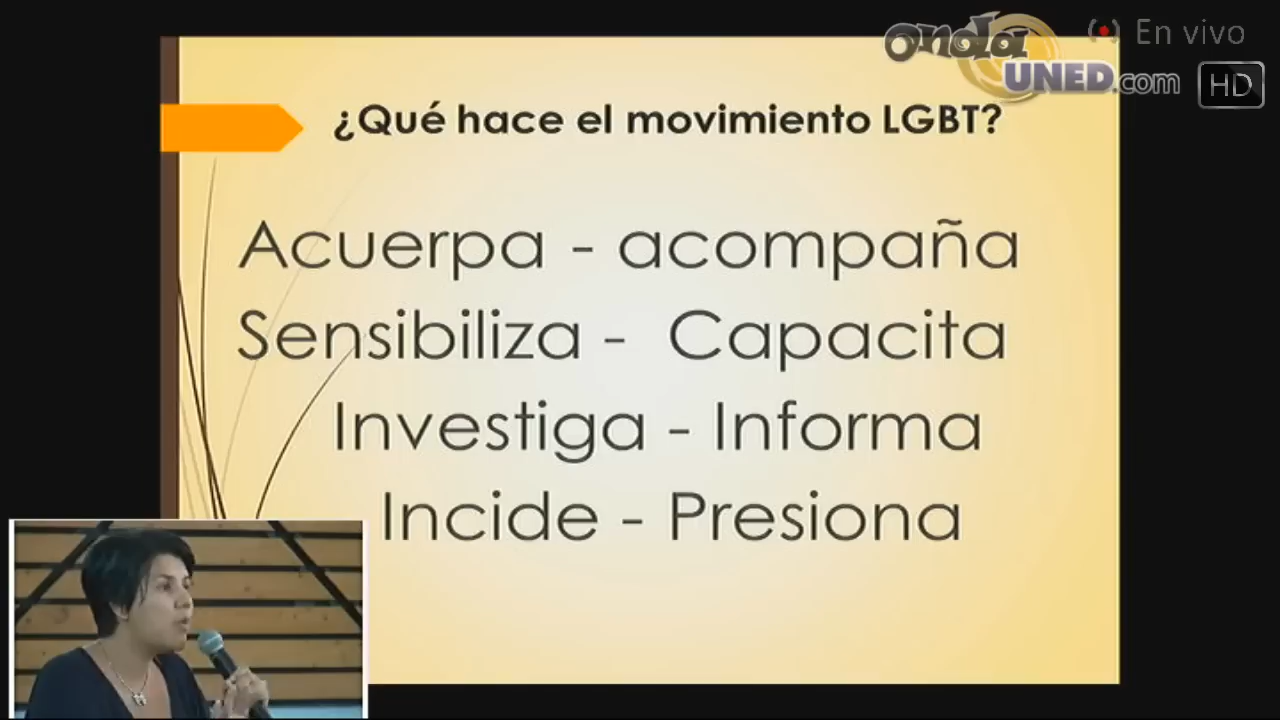 onda
UNED.com
En vivo
HD
¿Qué hace el movimiento LGBT?
Acuerpa - acompaña
Sensibiliza - Capacita
Investiga - Informa
Incide - Presiona